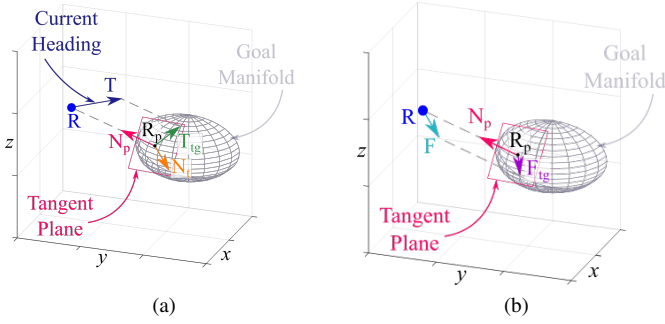 Current
Heading
T
R
N_p
R_p
T_tg
N_t
Goal
Manifold
Tangent
Plane
z
y
x
(a)
R
F
N_p
R_p
F_tg
Goal
Manifold
Tangent
Plane
z
y
x
(b)